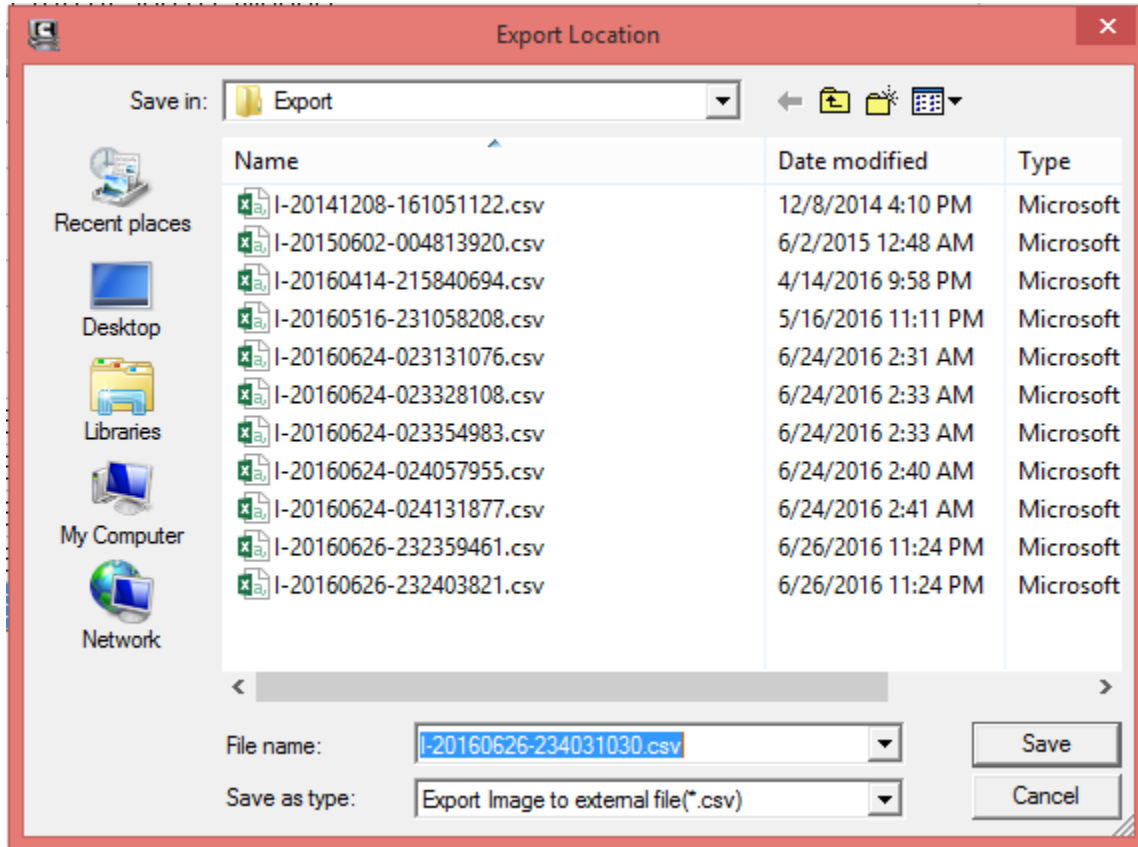 Export Location
Save in: Export
Name Date modified Type
I-20141208-161051122.csv 12/8/2014 4:10 PM Microsoft
I-20150602-004813920.csv 6/2/2015 12:48 AM Microsoft
I-20160414-215840694.csv 4/14/2016 9:58 PM Microsoft
I-20160516-231058208.csv 5/16/2016 11:11 PM Microsoft
I-20160624-023131076.csv 6/24/2016 2:31 AM Microsoft
I-20160624-023328108.csv 6/24/2016 2:33 AM Microsoft
I-20160624-023354983.csv 6/24/2016 2:33 AM Microsoft
I-20160624-024057955.csv 6/24/2016 2:40 AM Microsoft
I-20160624-024131877.csv 6/24/2016 2:41 AM Microsoft
I-20160626-232359461.csv 6/26/2016 11:24 PM Microsoft
I-20160626-232403821.csv 6/26/2016 11:24 PM Microsoft
Recent places
Desktop
Libraries
My Computer
Network
File name: I-20160626-234031030.csv Save
Save as type: Export Image to external file(*.csv) Cancel